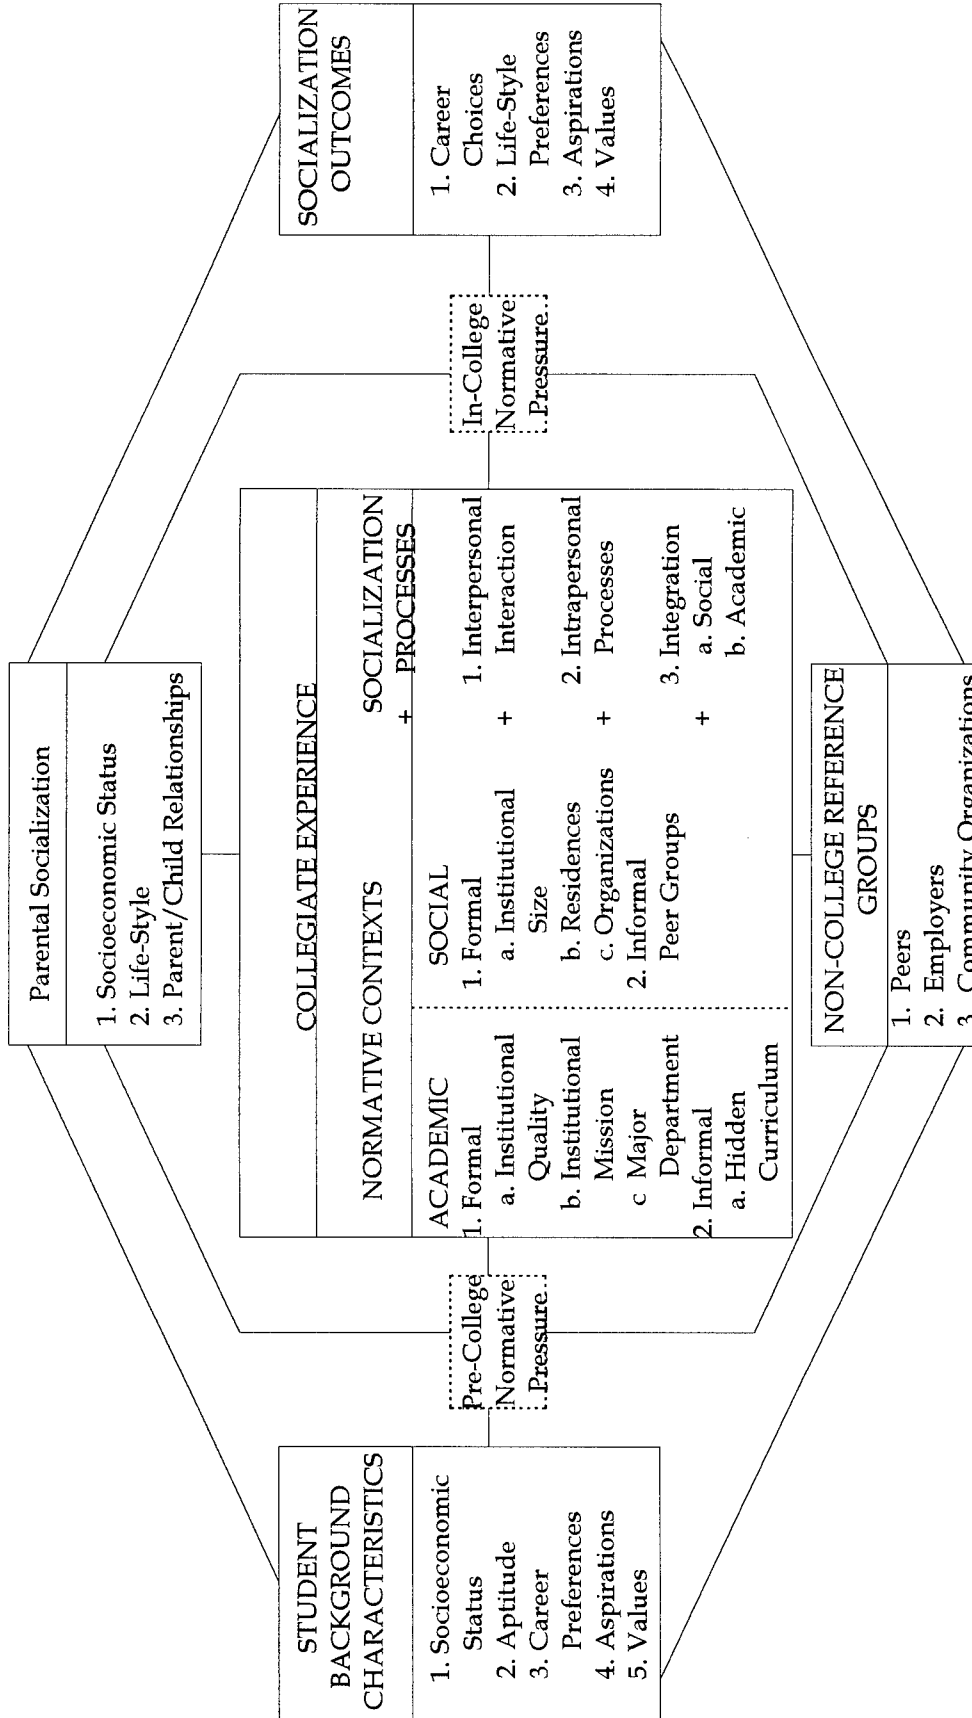 Parental Socialization
1. Socioeconomic Status
2. Life-Style
3. Parent/Child Relationships
STUDENT
BACKGROUND
CHARACTERISTICS
1. Socioeconomic
Status
2. Aptitude
3. Career
Preferences
4. Aspirations
5. Values
Pre-College
Normative
Pressure
COLLEGIATE EXPERIENCE
NORMATIVE CONTEXTS
ACADEMIC
1. Formal
a. Institutional
Quality
b. Institutional
Mission
c Major
Department
2. Informal
a. Hidden
Curriculum
SOCIAL
1. Formal
a. Institutional
Size
b. Residences
c. Organizations
2. Informal
Peer Groups
+
+
+
+
SOCIALIZATION
PROCESSES
1. Interpersonal
Interaction
2. Intrapersonal
Processes
3. Integration
a. Social
b. Academic
In-College
Normative
Pressure
SOCIALIZATION
OUTCOMES
1. Career
Choices
2. Life-Style
Preferences
3. Aspirations
4. Values
NON-COLLEGE REFERENCE
GROUPS
1. Peers
2. Employers
3. Community Organizations